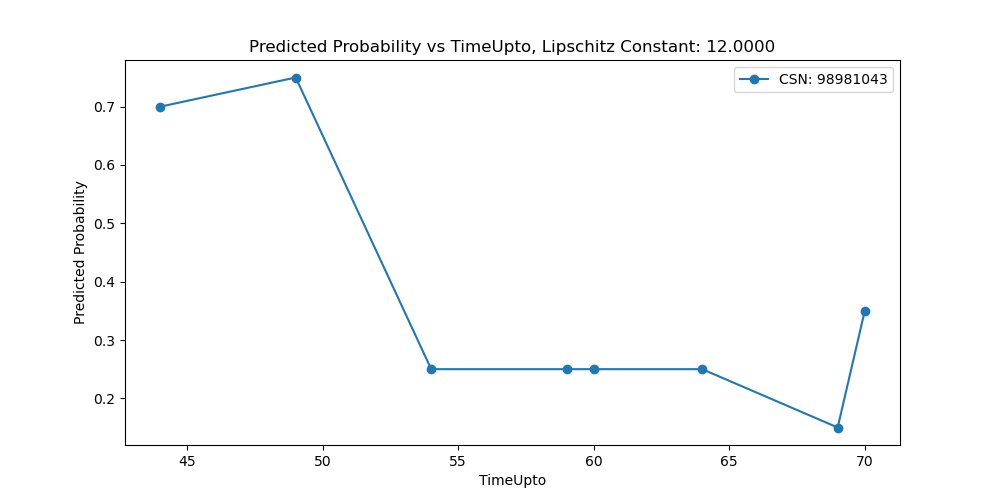 Predicted Probability vs TimeUpto, Lipschitz Constant: 12.0000
CSN: 98981043
Predicted Probability
0.7
0.6
0.5
0.4
0.3
0.2
45 50 55 60 65 70
TimeUpto